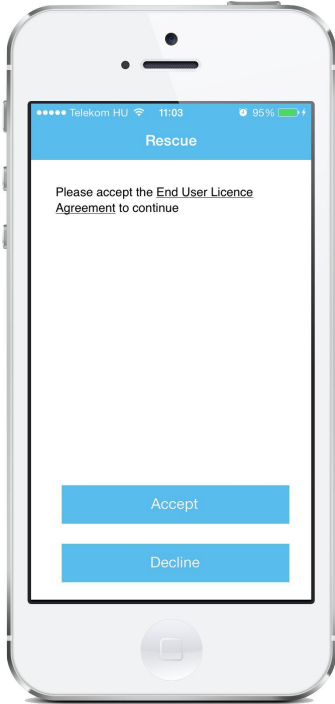 Telekom HU 11:03 95%
Rescue
Please accept the End User Licence
Agreement to continue
Accept
Decline